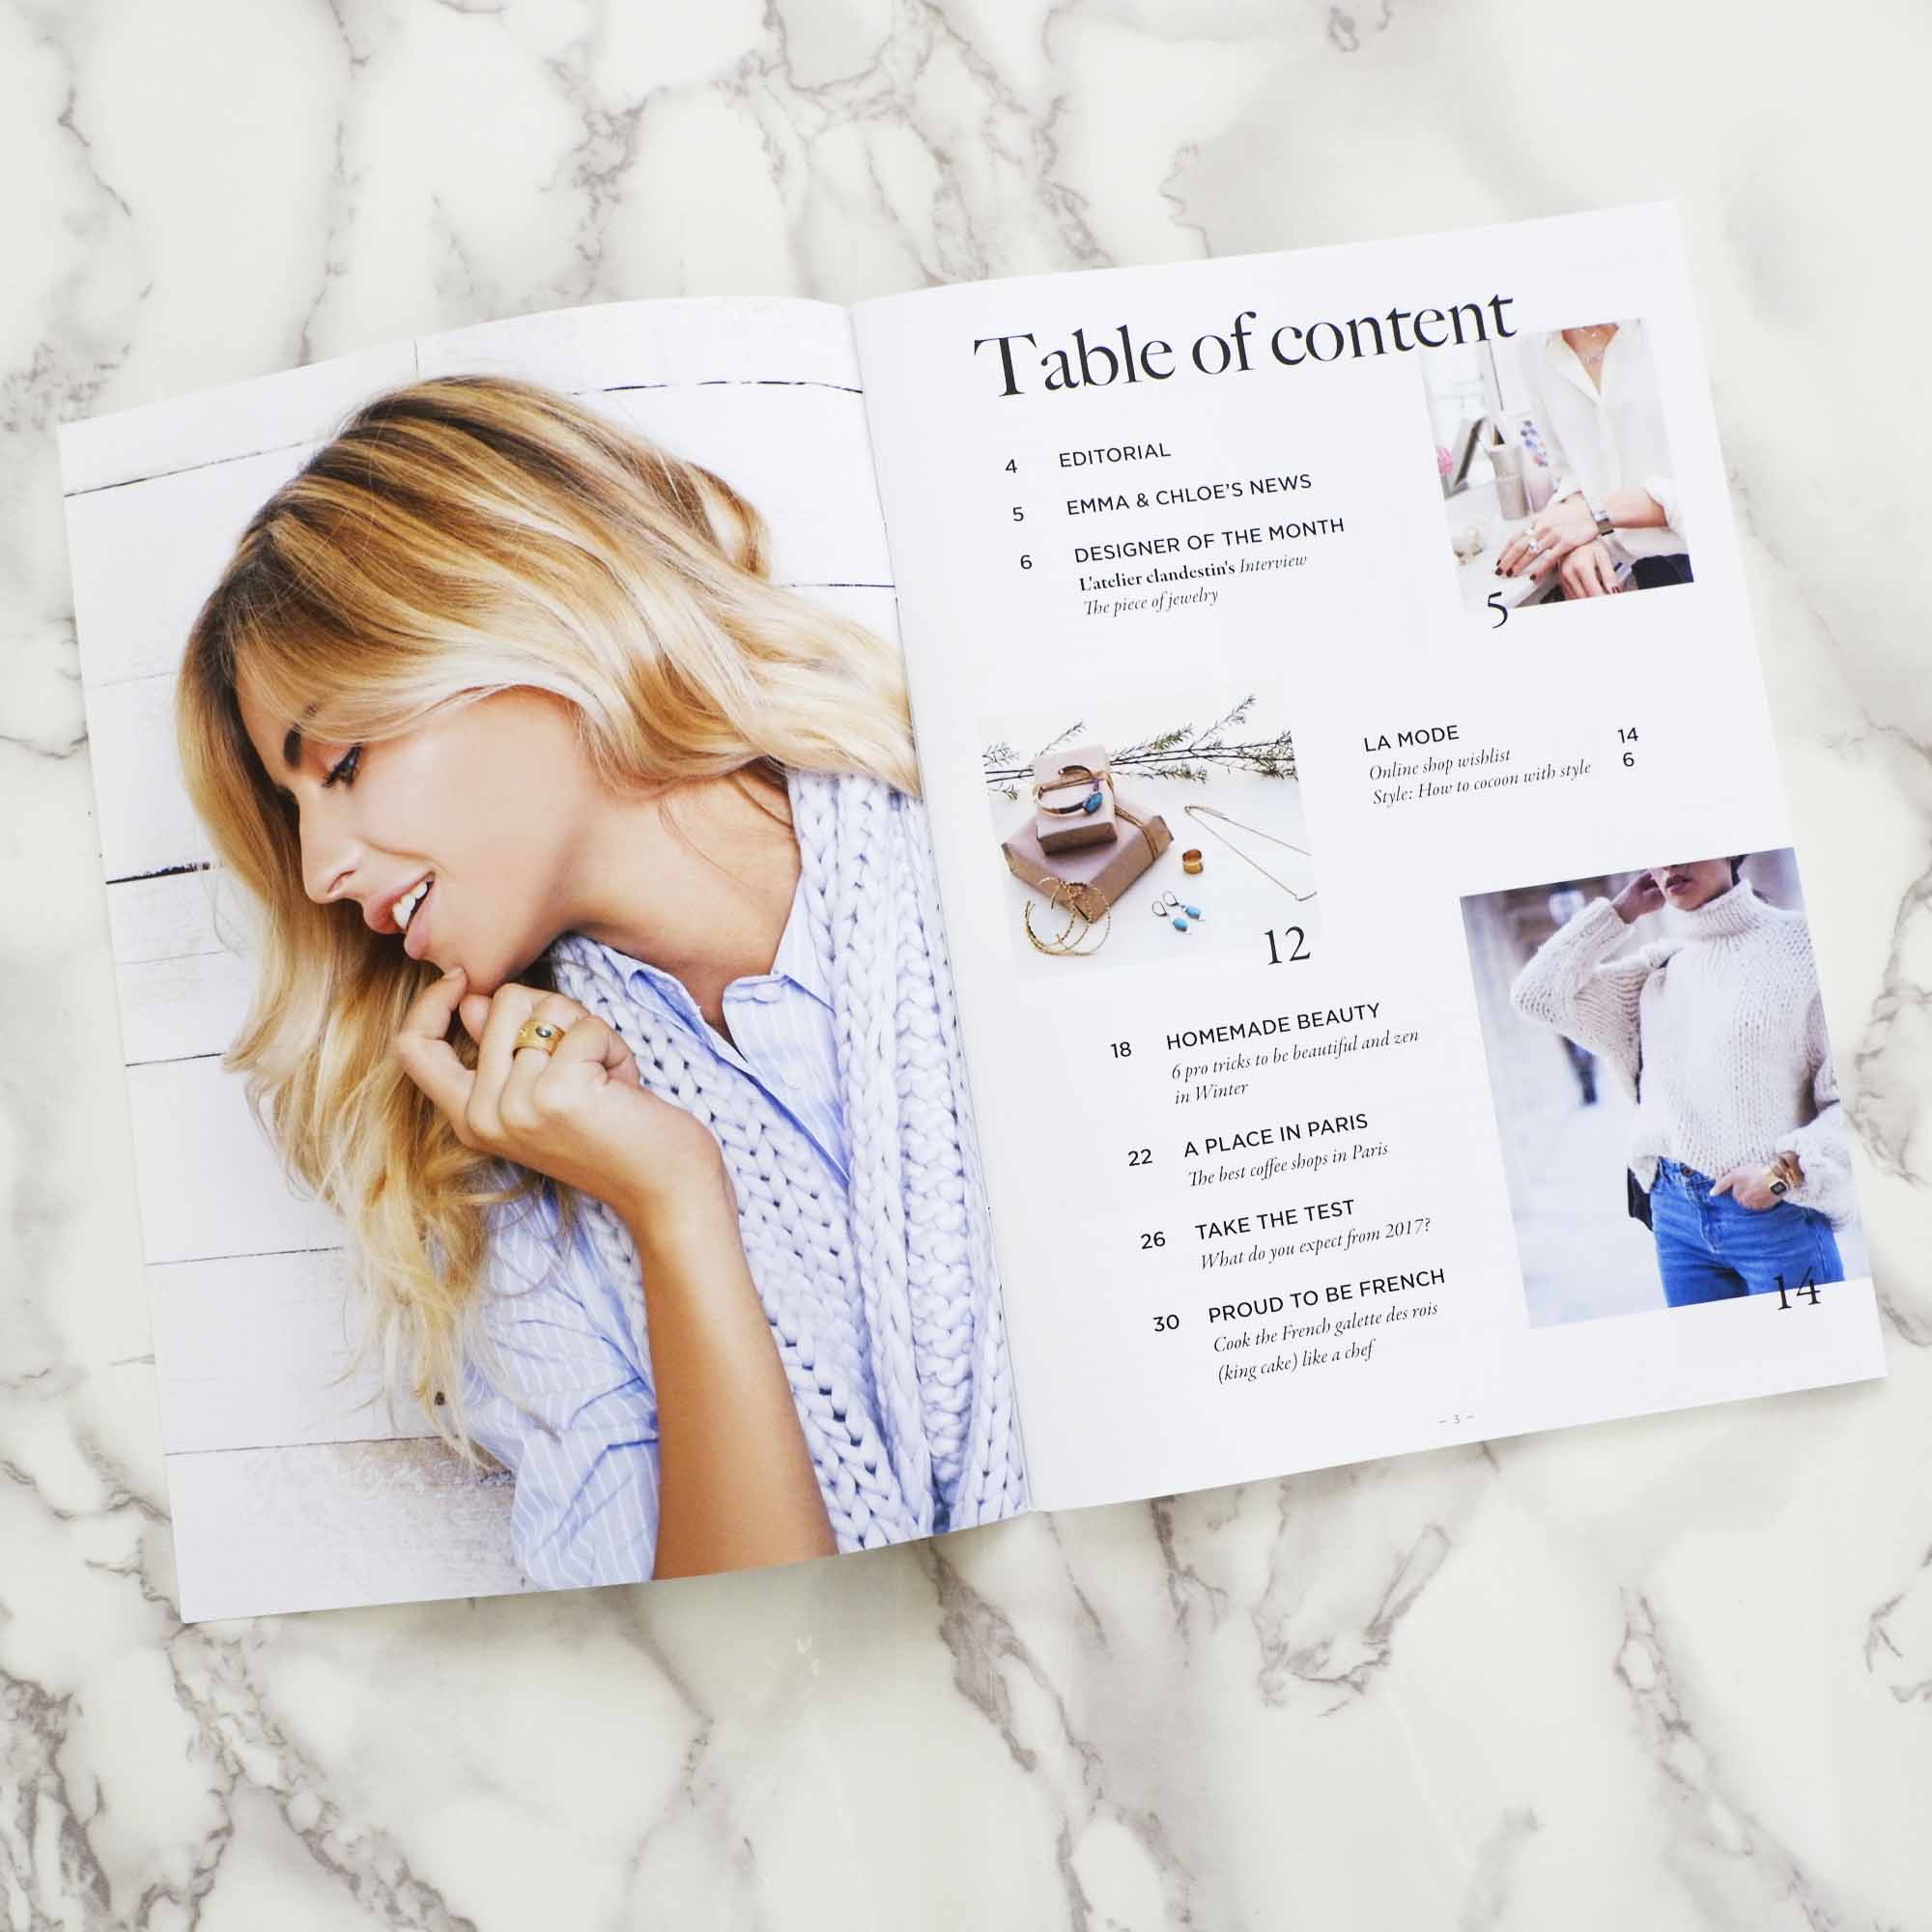 Table of content
4 EDITORIAL
5 EMMA & CHLOE'S NEWS
6 DESIGNER OF THE MONTH
L'atelier clandestin's Interview
The piece of jewelry
5
LA MODE 14
Online shop wishlist 6
Style: How to cocoon with style
12
18 HOMEMADE BEAUTY
6 pro tricks to be beautiful and zen
in Winter
22 A PLACE IN PARIS
The best coffee shops in Paris
26 TAKE THE TEST
What do you expect from 2017?
30 PROUD TO BE FRENCH
Cook the French galette des rois
(king cake) like a chef
14
– 3 –